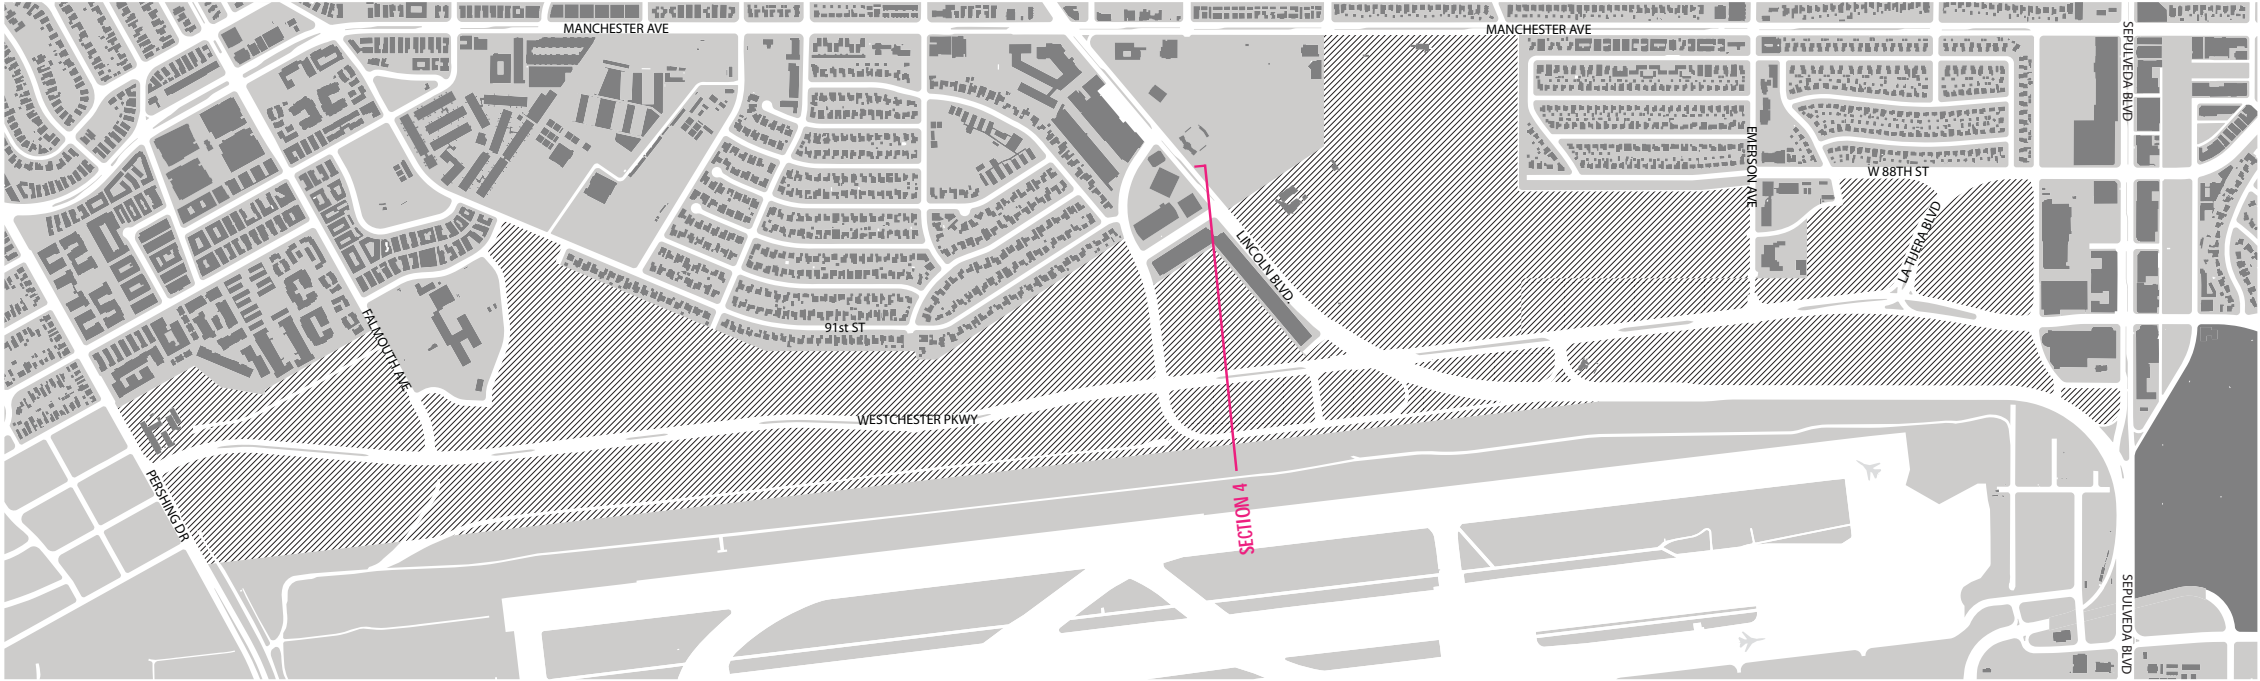 MANCHESTER AVE
MANCHESTER AVE
SEPULVEDA BLVD
EMERSON AVE
W 88TH ST
LA TIJERA BLVD
LINCOLN BLVD.
91st ST
FALMOUTH AVE
WESTCHESTER PKWY
PERSHING DR
SECTION 4
SEPULVEDA BLVD